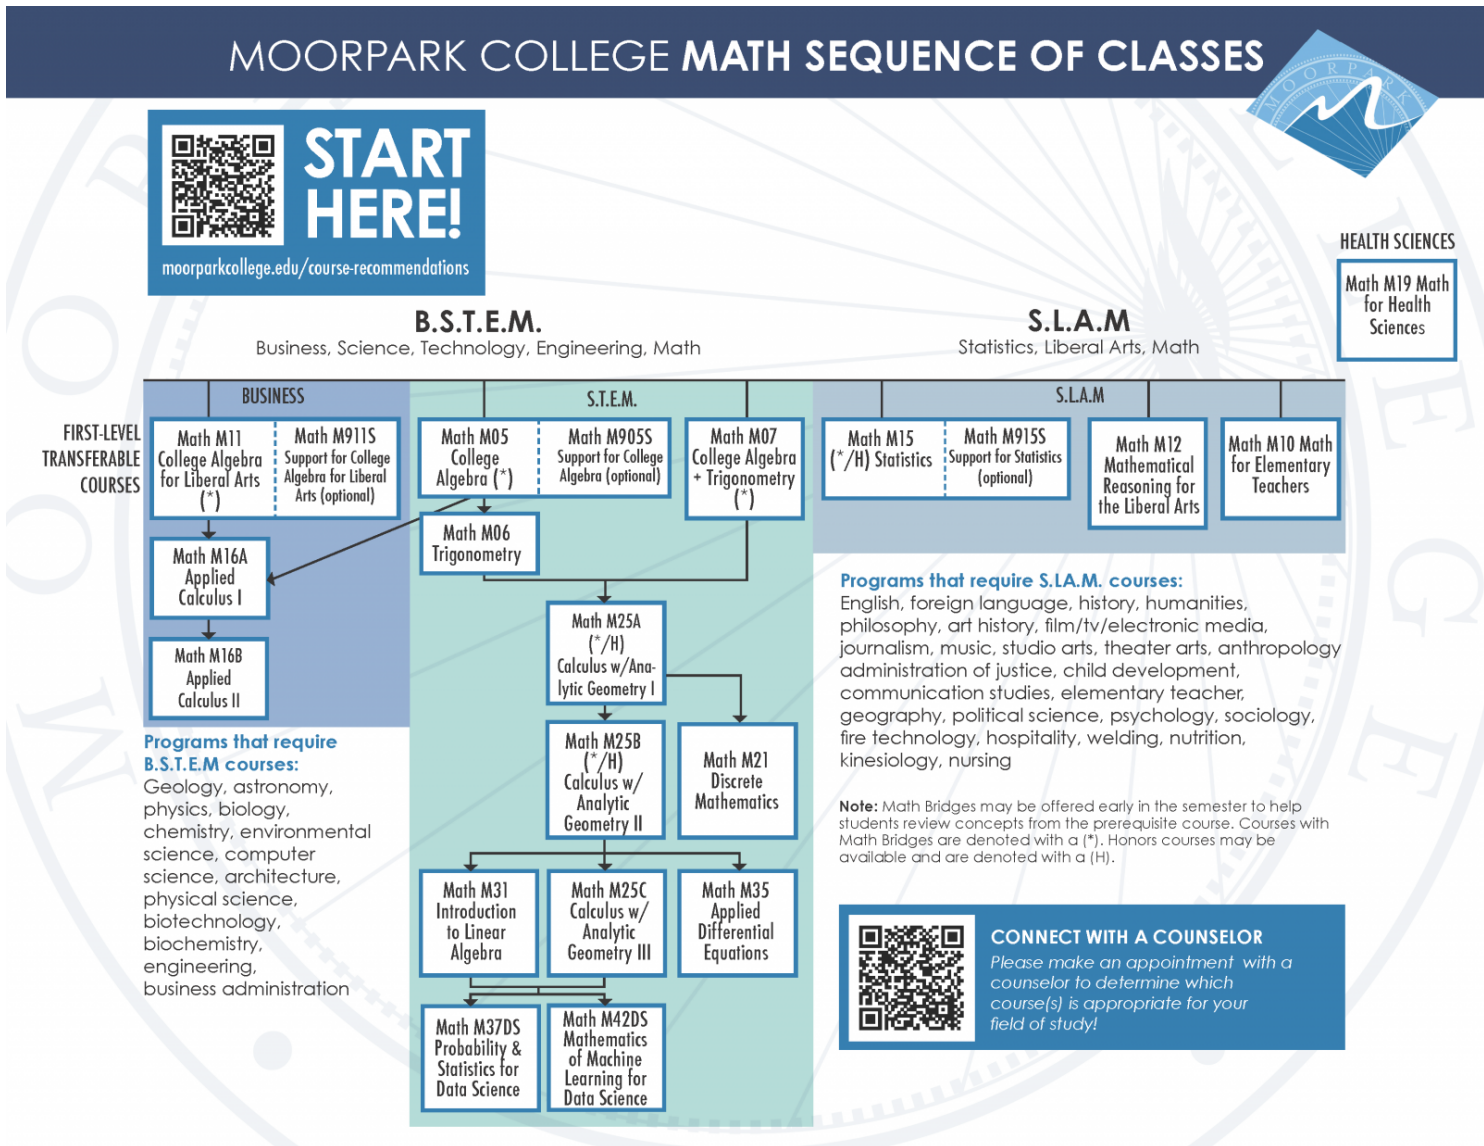 MOORPARK COLLEGE MATH SEQUENCE OF CLASSES
MOORPARK
START
HERE!
moorparkcollege.edu/course-recommendations
HEALTH SCIENCES
Math M19 Math
for Health
Sciences
B.S.T.E.M.
Business, Science, Technology, Engineering, Math
S.L.A.M
Statistics, Liberal Arts, Math
BUSINESS
S.T.E.M.
S.L.A.M
FIRST-LEVEL
TRANSFERABLE
COURSES
Math M11
College Algebra
for Liberal Arts
(*)
Math M911S
Support for College
Algebra for Liberal
Arts (optional)
Math M05
College
Algebra (*)
Math M905S
Support for College
Algebra (optional)
Math M07
College Algebra
+ Trigonometry
(*)
Math M15
(*/H) Statistics
Math M915S
Support for Statistics
(optional)
Math M12
Mathematical
Reasoning for
the Liberal Arts
Math M10 Math
for Elementary
Teachers
Math M16A
Applied
Calculus I
Math M06
Trigonometry
Math M16B
Applied
Calculus II
Math M25A
(*/H)
Calculus w/Ana-
lytic Geometry I
Math M25B
(*/H)
Calculus w/
Analytic
Geometry II
Math M21
Discrete
Mathematics
Math M31
Introduction
to Linear
Algebra
Math M25C
Calculus w/
Analytic
Geometry III
Math M35
Applied
Differential
Equations
Math M37DS
Probability &
Statistics for
Data Science
Math M42DS
Mathematics
of Machine
Learning for
Data Science
Programs that require
B.S.T.E.M courses:
Geology, astronomy,
physics, biology,
chemistry, environmental
science, computer
science, architecture,
physical science,
biotechnology,
biochemistry,
engineering,
business administration
Programs that require S.LA.M. courses:
English, foreign language, history, humanities,
philosophy, art history, film/tv/electronic media,
journalism, music, studio arts, theater arts, anthropology
administration of justice, child development,
communication studies, elementary teacher,
geography, political science, psychology, sociology,
fire technology, hospitality, welding, nutrition,
kinesiology, nursing
Note: Math Bridges may be offered early in the semester to help
students review concepts from the prerequisite course. Courses with
Math Bridges are denoted with a (*). Honors courses may be
available and are denoted with a (H).
CONNECT WITH A COUNSELOR
Please make an appointment with a
counselor to determine which
course(s) is appropriate for your
field of study!